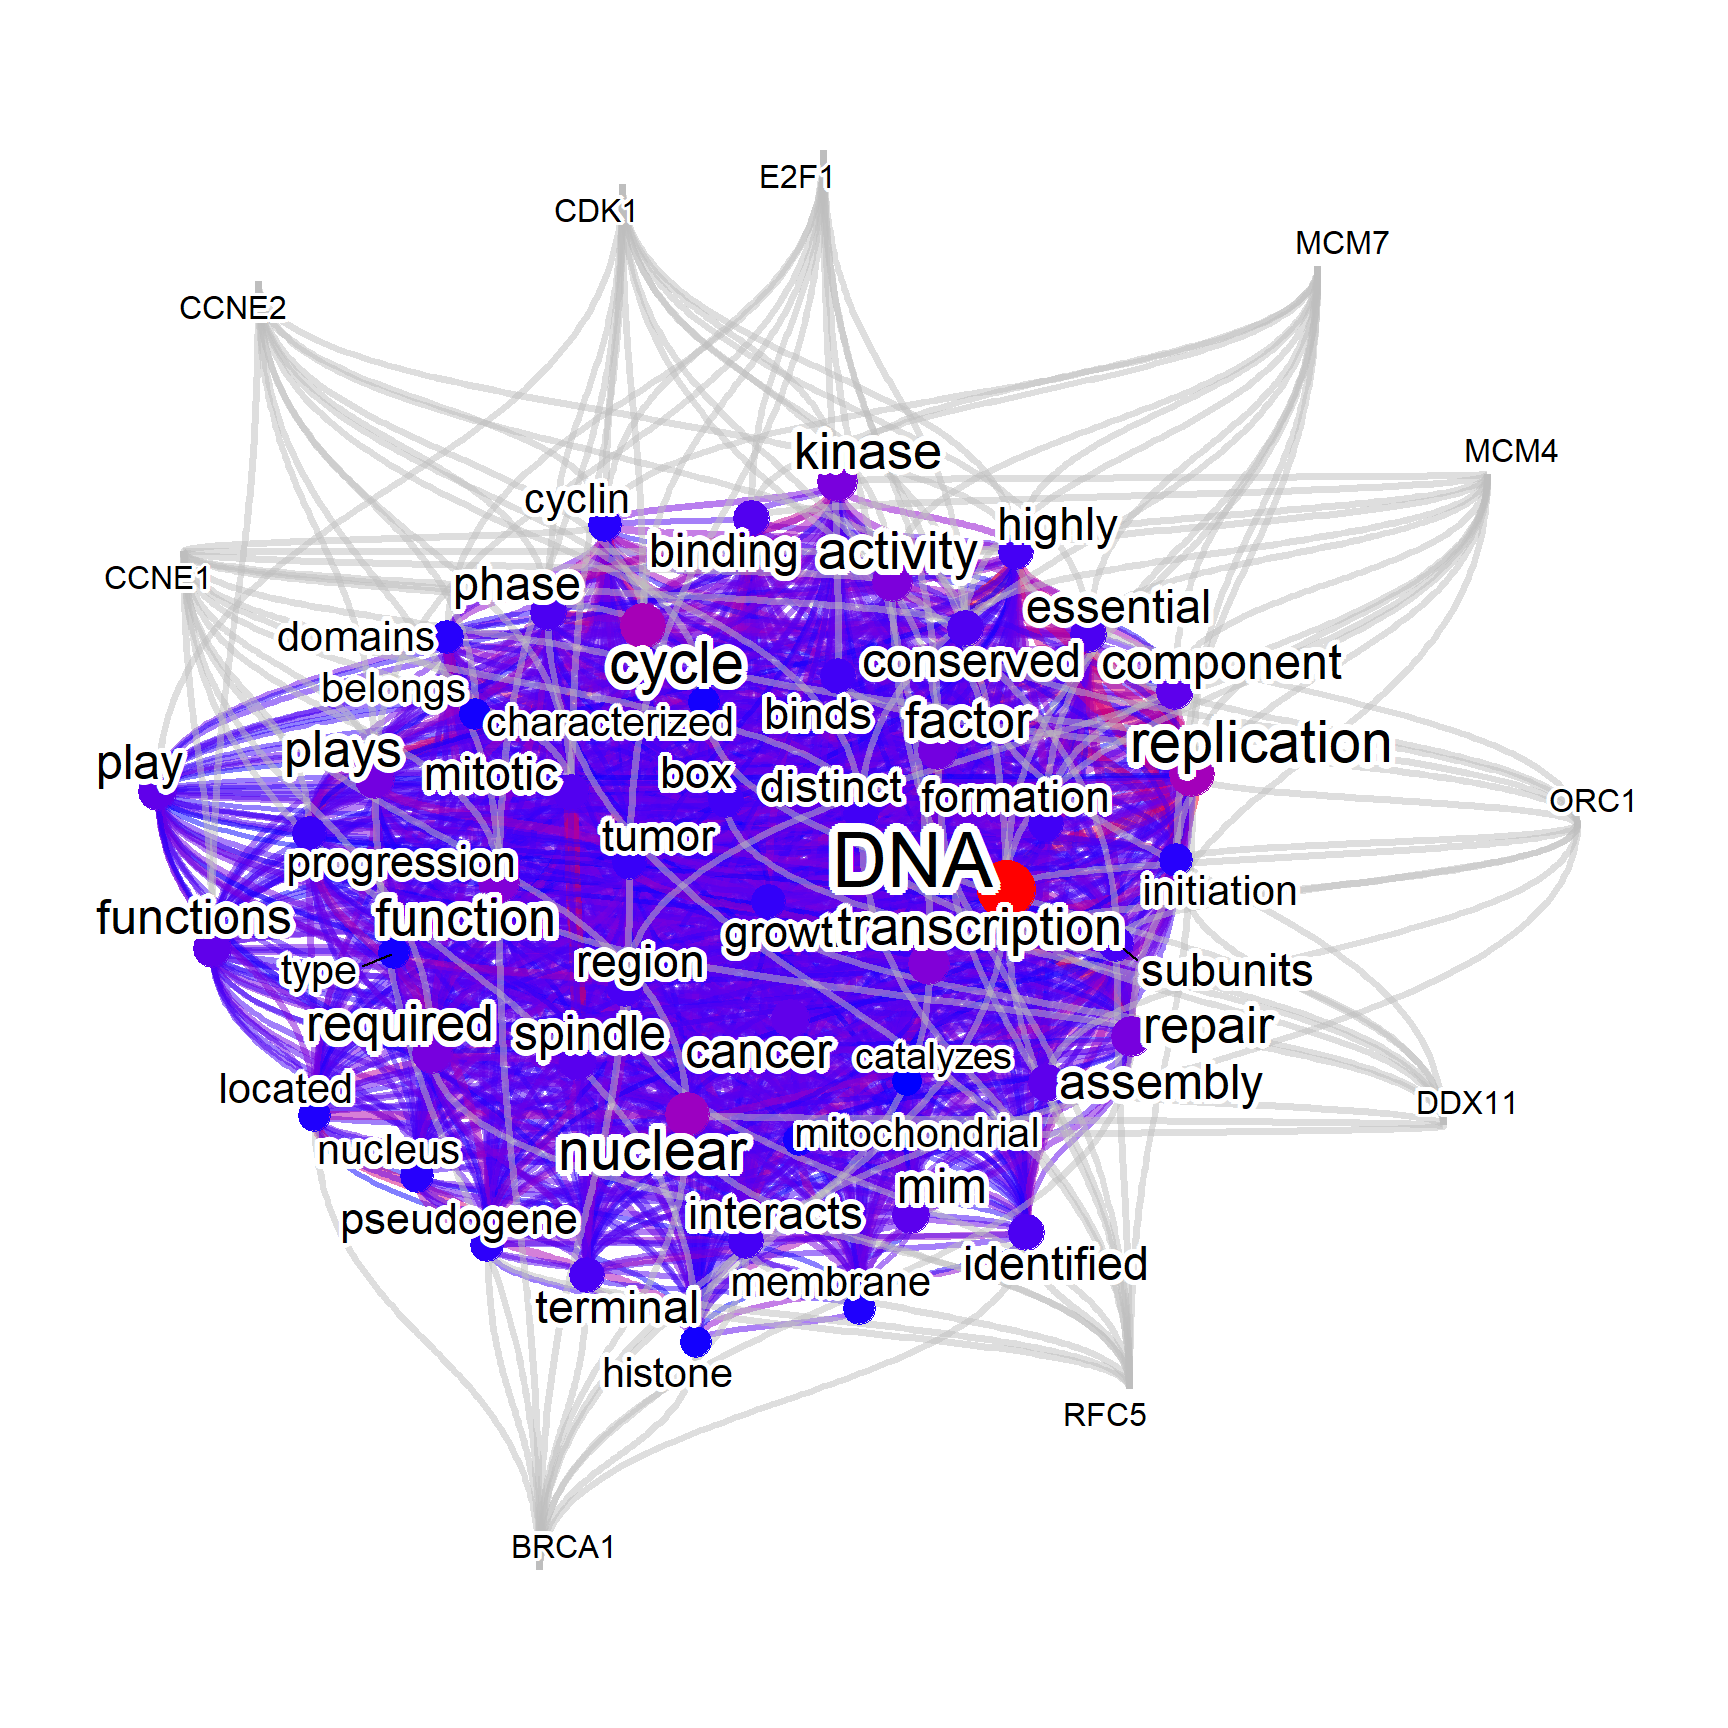 E2F1
CDK1
MCM7
CCNE2
kinase
MCM4
cyclin
highly
binding
activity
CCNE1
phase
essential
domains
cycle
conserved
component
belongs
characterized
binds
factor
replication
play
plays
mitotic
box
distinct
formation
ORC1
tumor
DNA
progression
initiation
functions
function
growt
transcription
type
region
subunits
required
spindle
cancer
catalyzes
repair
located
assembly
DDX11
nucleus
nuclear
mitochondrial
mim
pseudogene
interacts
identified
membrane
terminal
histone
RFC5
BRCA1